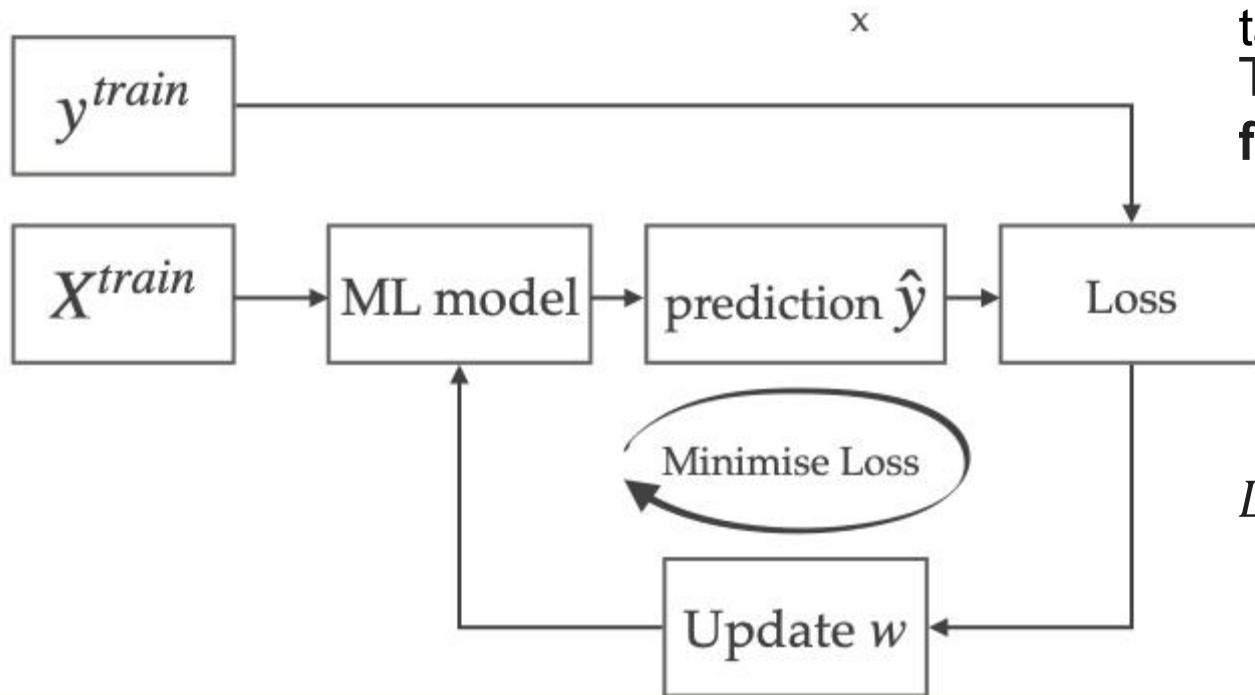 x
y^{train}
X^{train}
ML model
prediction ŷ
Loss
Minimise Loss
Update w